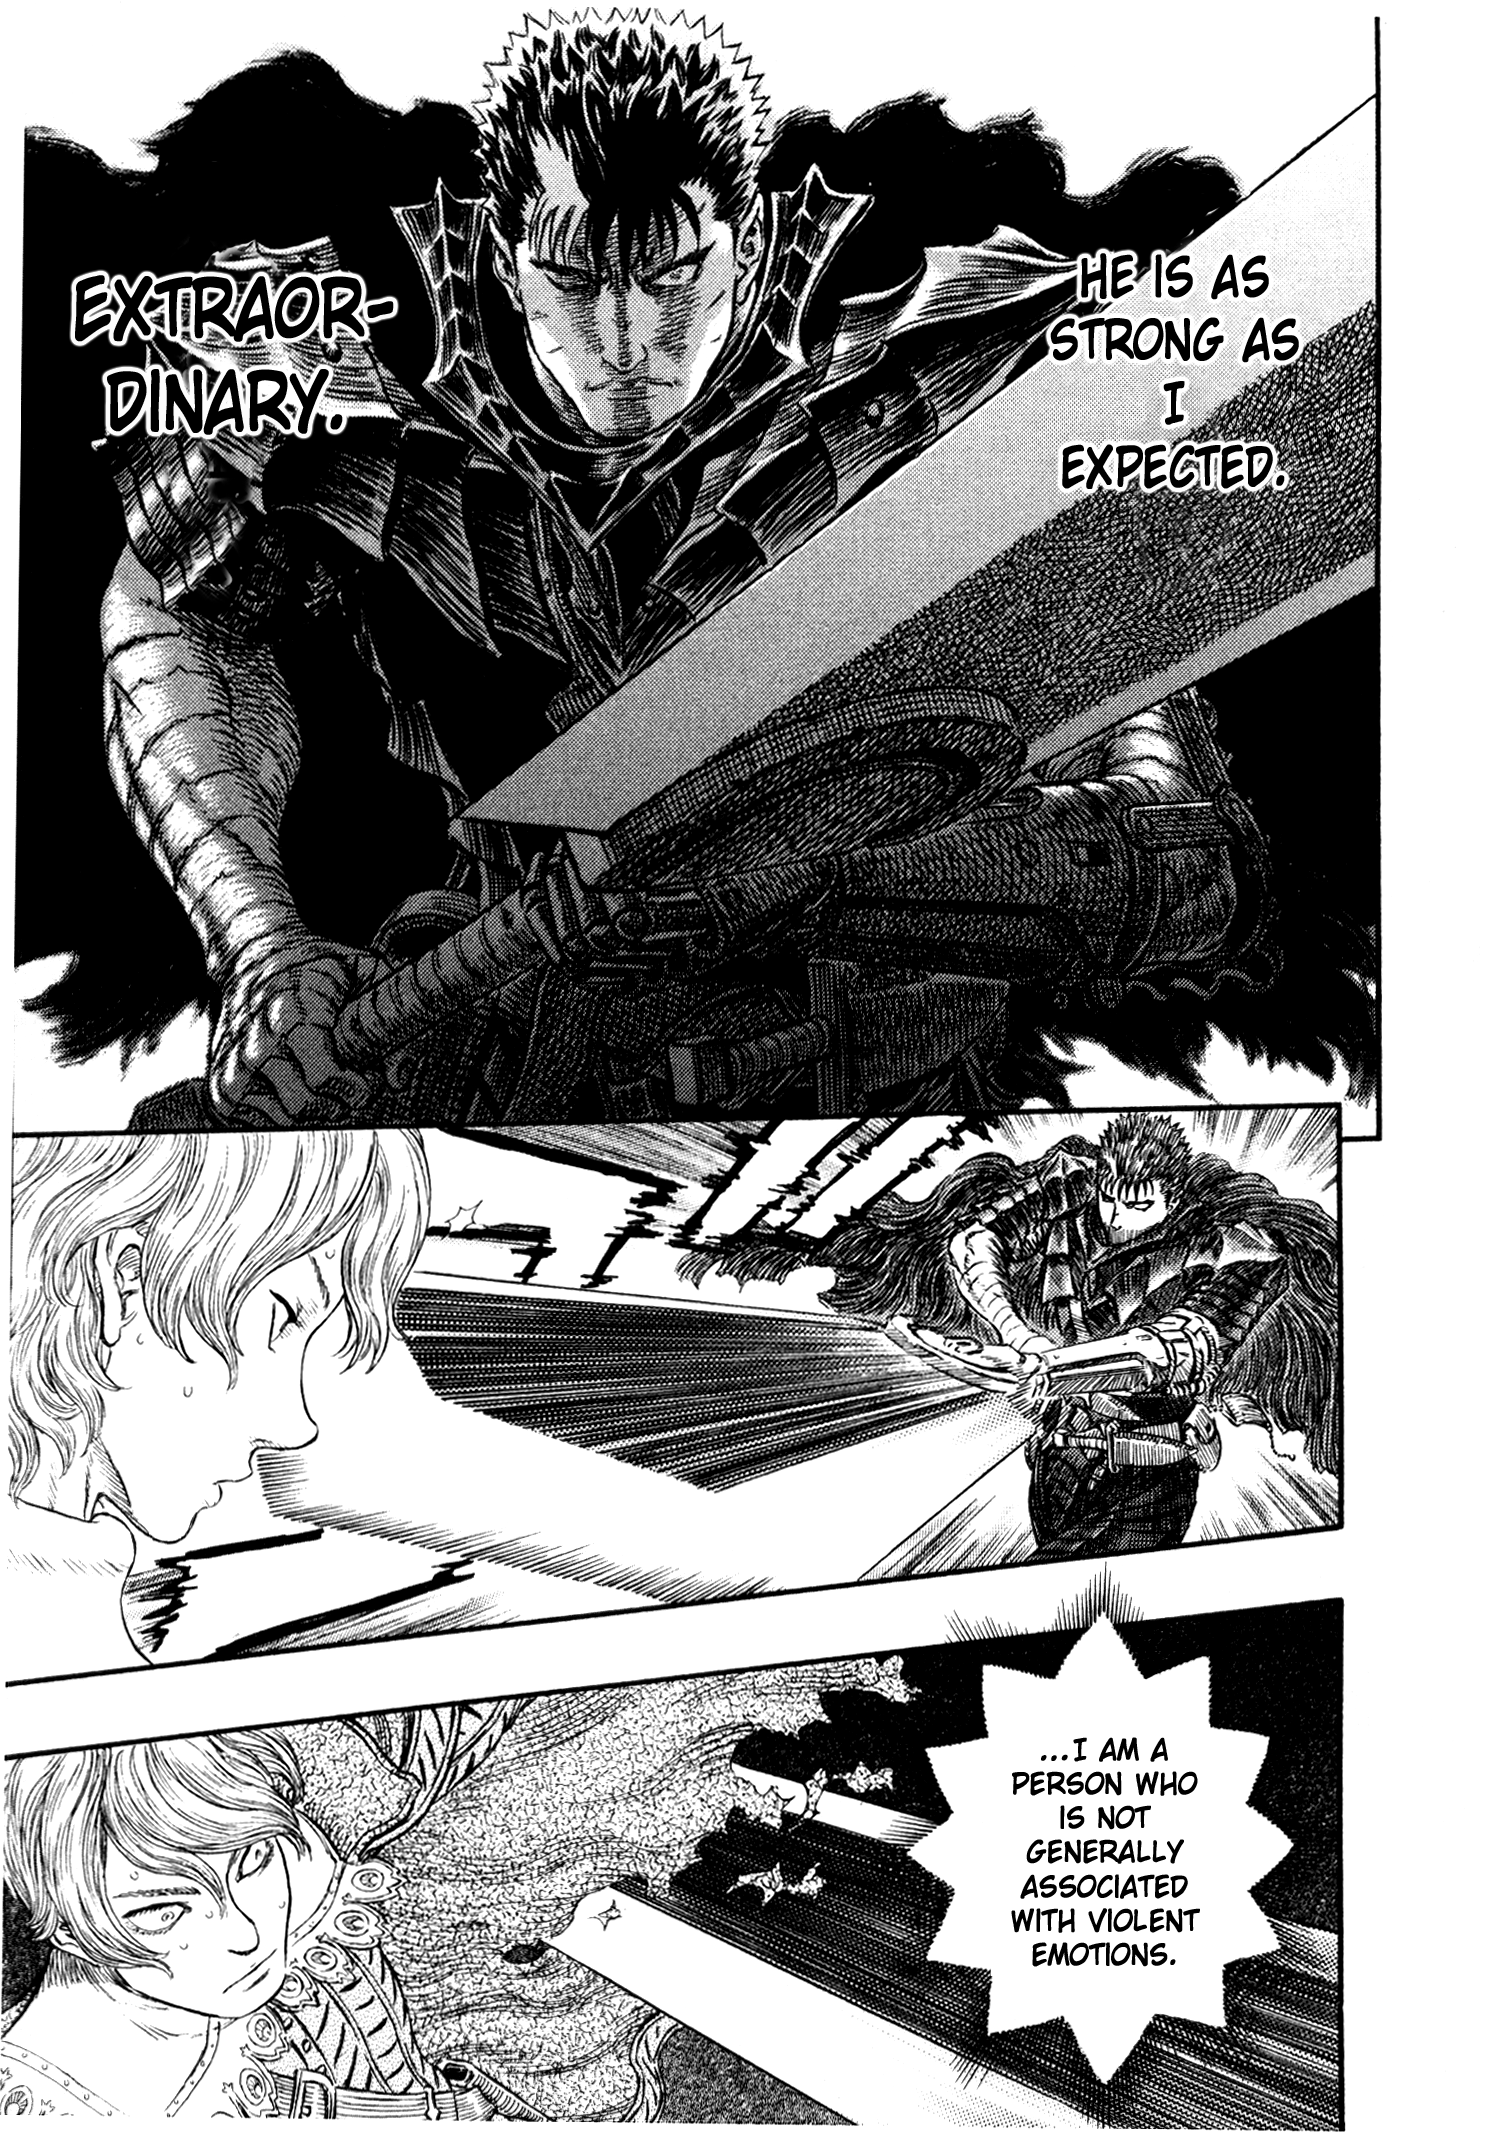 HE IS AS
STRONG AS
I
EXPECTED.
EXTRAOR-
DINARY.
...I AM A
PERSON WHO
IS NOT
GENERALLY
ASSOCIATED
WITH VIOLENT
EMOTIONS.